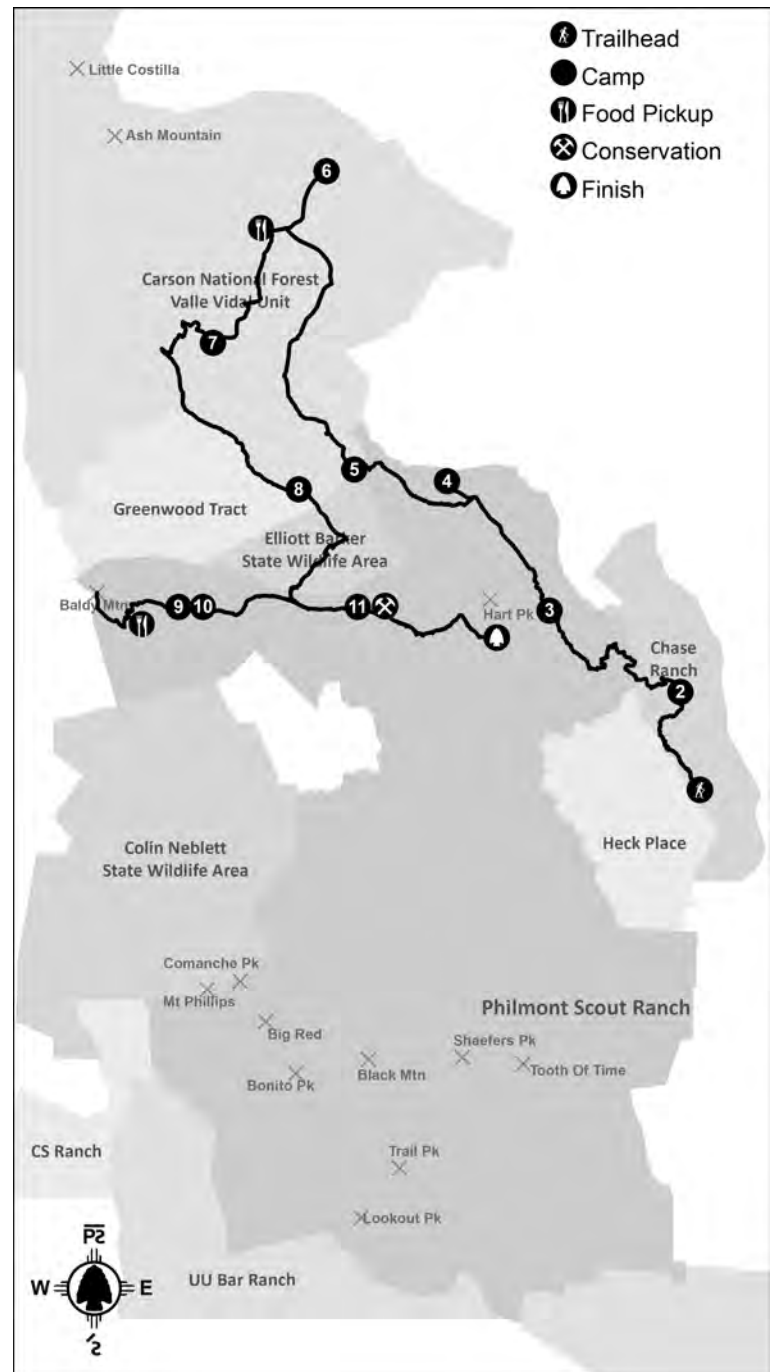 Trailhead
Camp
Food Pickup
Conservation
Finish
Little Costilla
Ash Mountain
6
Carson National Forest
Valle Vidal Unit
7
5
4
8
Greenwood Tract
Elliott Barker
State Wildlife Area
Baldy Mtn
9
10
11
Hart Pk
3
Chase
Ranch
2
Heck Place
Colin Neblett
State Wildlife Area
Comanche Pk
Mt Phillips
Big Red
Bonito Pk
Black Mtn
Philmont Scout Ranch
Shaefers Pk
Tooth Of Time
CS Ranch
Trail Pk
Lookout Pk
UU Bar Ranch
W
E